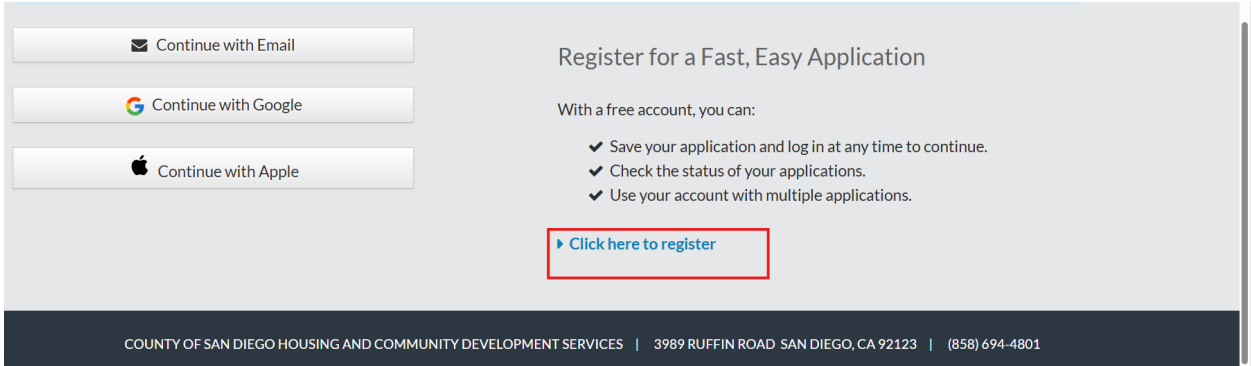 Continue with Email
Continue with Google
Continue with Apple
Register for a Fast, Easy Application
With a free account, you can:
Save your application and log in at any time to continue.
Check the status of your applications.
Use your account with multiple applications.
Click here to register
COUNTY OF SAN DIEGO HOUSING AND COMMUNITY DEVELOPMENT SERVICES | 3989 RUFFIN ROAD SAN DIEGO, CA 92123 | (858) 694-4801